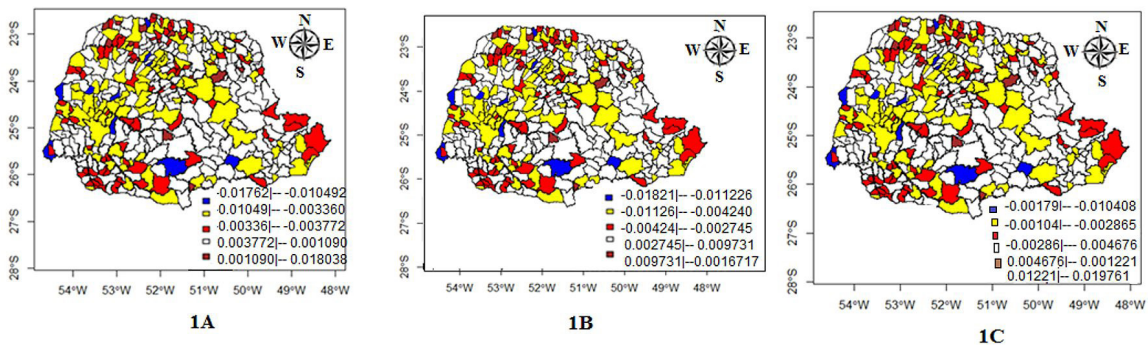 N
W E
S
23°S
24°S
25°S
26°S
27°S
28°S
-0.01762|--- -0.010492
-0.01049|--- -0.003360
-0.00336|-- -0.003772
0.003772|-- 0.001090
0.001090|-- 0.018038
54°W 53°W 52°W 51°W 50°W 49°W 48°W
1A
N
W E
S
23°S
24°S
25°S
26°S
27°S
28°S
-0.01821|-- -0.011226
-0.01126|-- -0.004240
-0.00424|-- -0.002745
0.002745|-- 0.009731
0.009731|--0.0016717
54°W 53°W 52°W 51°W 50°W 49°W 48°W
1B
N
W E
S
23°S
24°S
25°S
26°S
27°S
28°S
-0.00179|-- -0.010408
-0.00104|-- -0.002865
-0.00286|--- 0.004676
0.004676|-- 0.001221
0.01221|-- 0.019761
54°W 53°W 52°W 51°W 50°W 49°W 48°W
1C